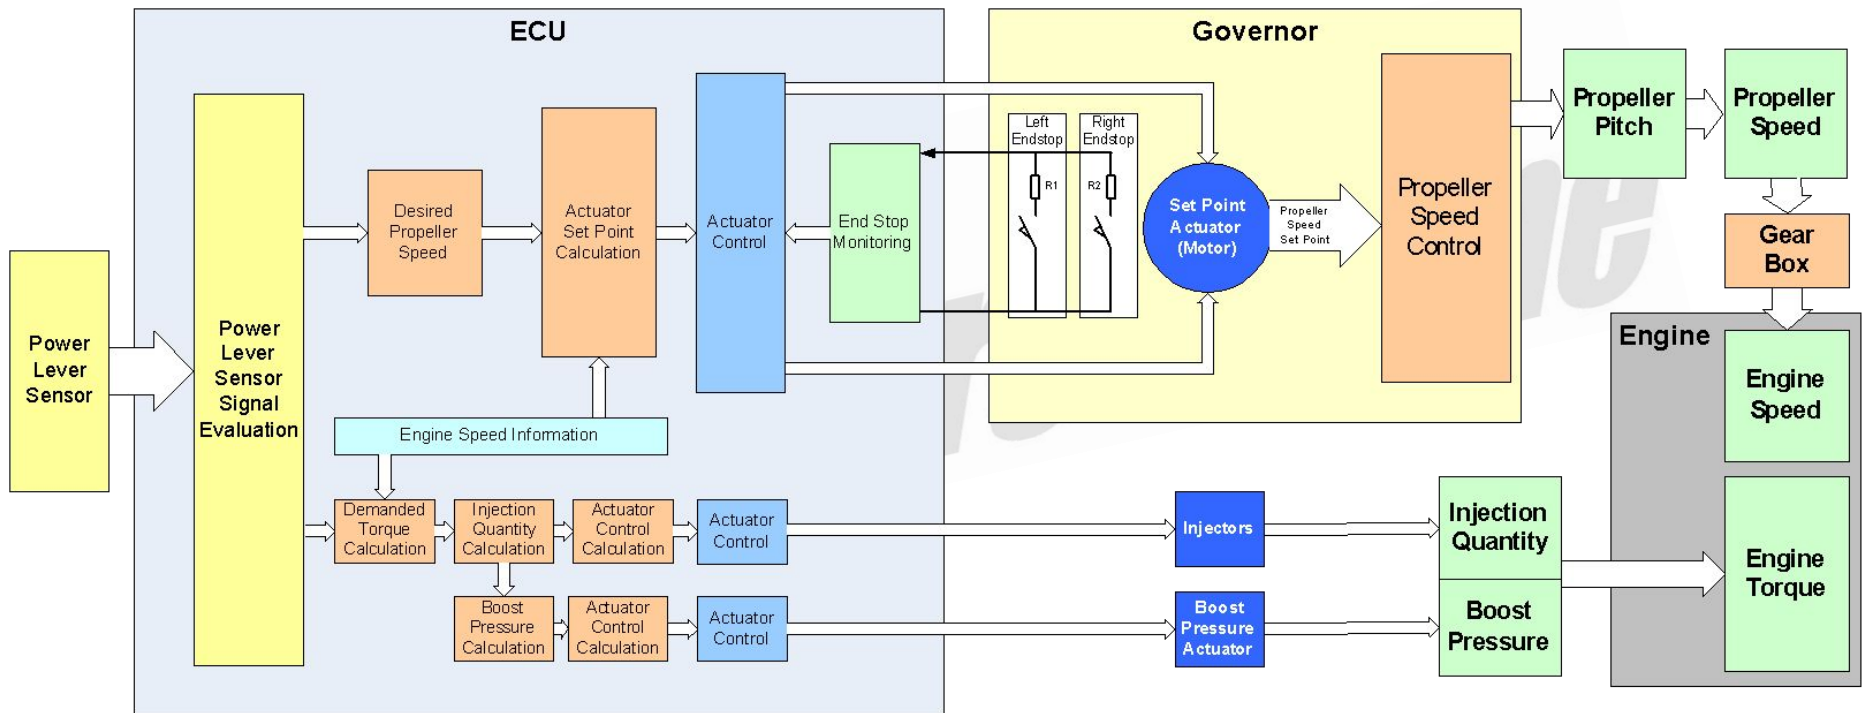 ECU
Governor
Power
Lever
Sensor
Power
Lever
Sensor
Signal
Evaluation
Desired
Propeller
Speed
Actuator
Set Point
Calculation
Actuator
Control
End Stop
Monitoring
Left
Endstop
R1
Right
Endstop
R2
Set Point
Actuator
(Motor)
Propeller
Speed
Set Point
Propeller
Speed
Control
Propeller
Pitch
Propeller
Speed
Gear
Box
Engine
Engine
Speed
Engine Speed Information
Demanded
Torque
Calculation
Injection
Quantity
Calculation
Actuator
Control
Calculation
Actuator
Control
Injectors
Injection
Quantity
Engine
Torque
Boost
Pressure
Calculation
Actuator
Control
Calculation
Actuator
Control
Boost
Pressure
Actuator
Boost
Pressure